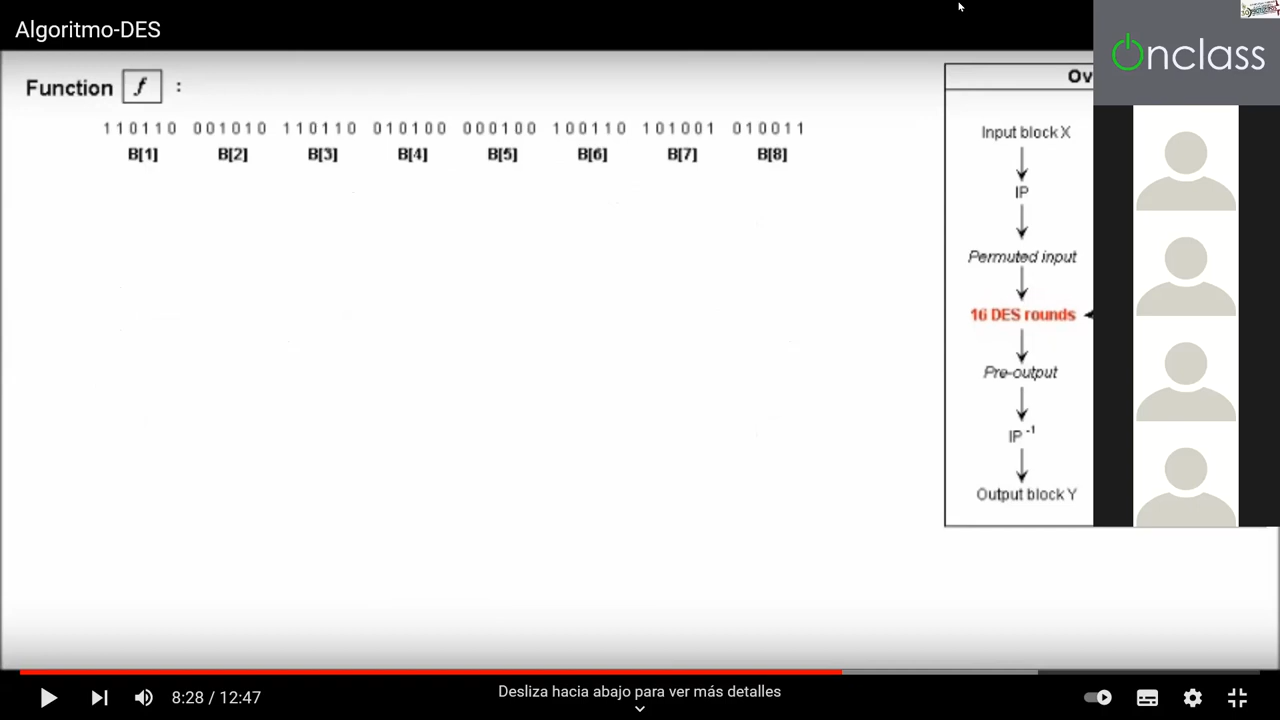 Algoritmo-DES
Onclass
Function f :
110110 001010 110110 010100 000100 100110 101001 010011
B[1] B[2] B[3] B[4] B[5] B[6] B[7] B[8]
Ov
Input block X
IP
Permuted input
16 DES rounds
Pre-output
IP -1
Output block Y
8:28 / 12:47
Desliza hacia abajo para ver más detalles